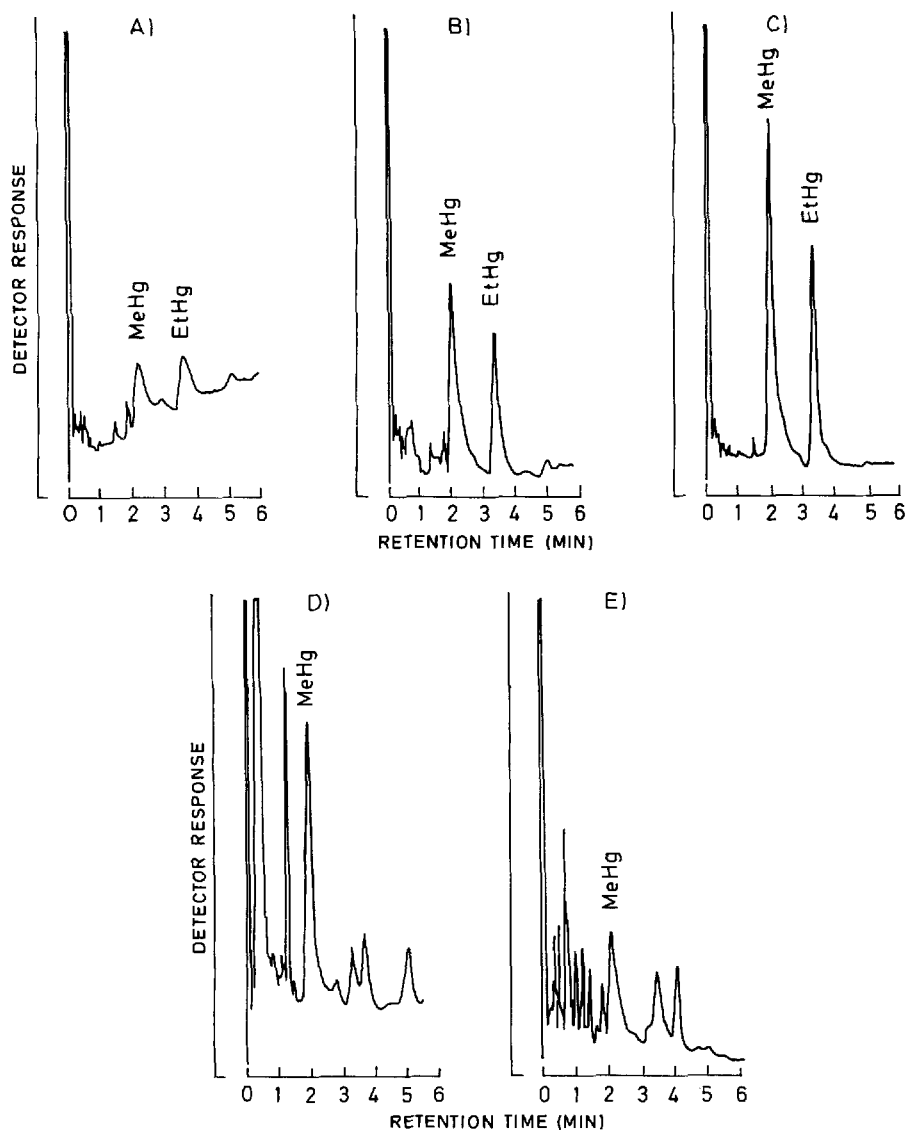 A)
B)
C)
DETECTOR RESPONSE
MeHg
EtHg
MeHg
EtHg
MeHg
EtHg
0 1 2 3 4 5 6
0 1 2 3 4 5 6
0 1 2 3 4 5 6
RETENTION TIME (MIN)
D)
E)
DETECTOR RESPONSE
MeHg
MeHg
0 1 2 3 4 5 6
0 1 2 3 4 5 6
RETENTION TIME (MIN)